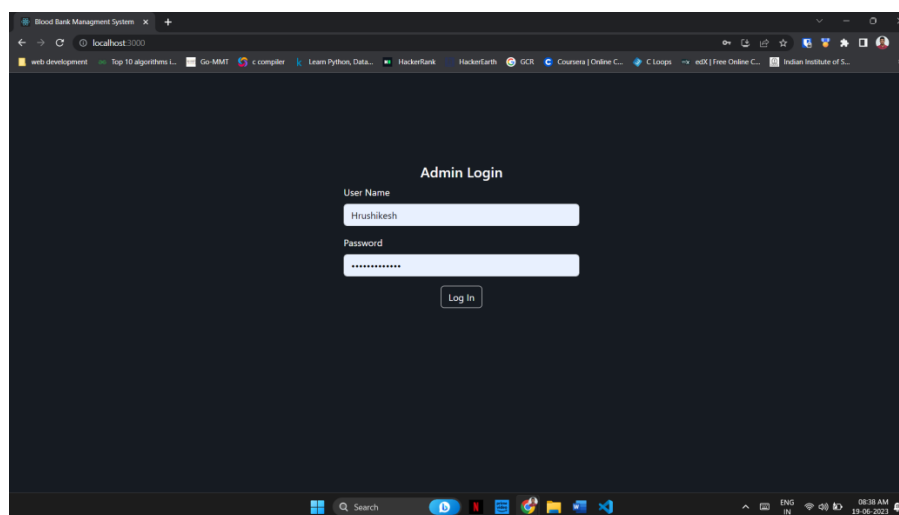 Blood Bank Managment System
localhost:3000
web development Top 10 algorithms i... Go-MMT c compiler Learn Python, Data... HackerRank HackerEarth GCR Coursera | Online C... C Loops edX | Free Online C... Indian Institute of S...
Admin Login
User Name
Hrushikesh
Password
•••••••••••••
Log In
Search
ENG
IN
08:38 AM
19-06-2023